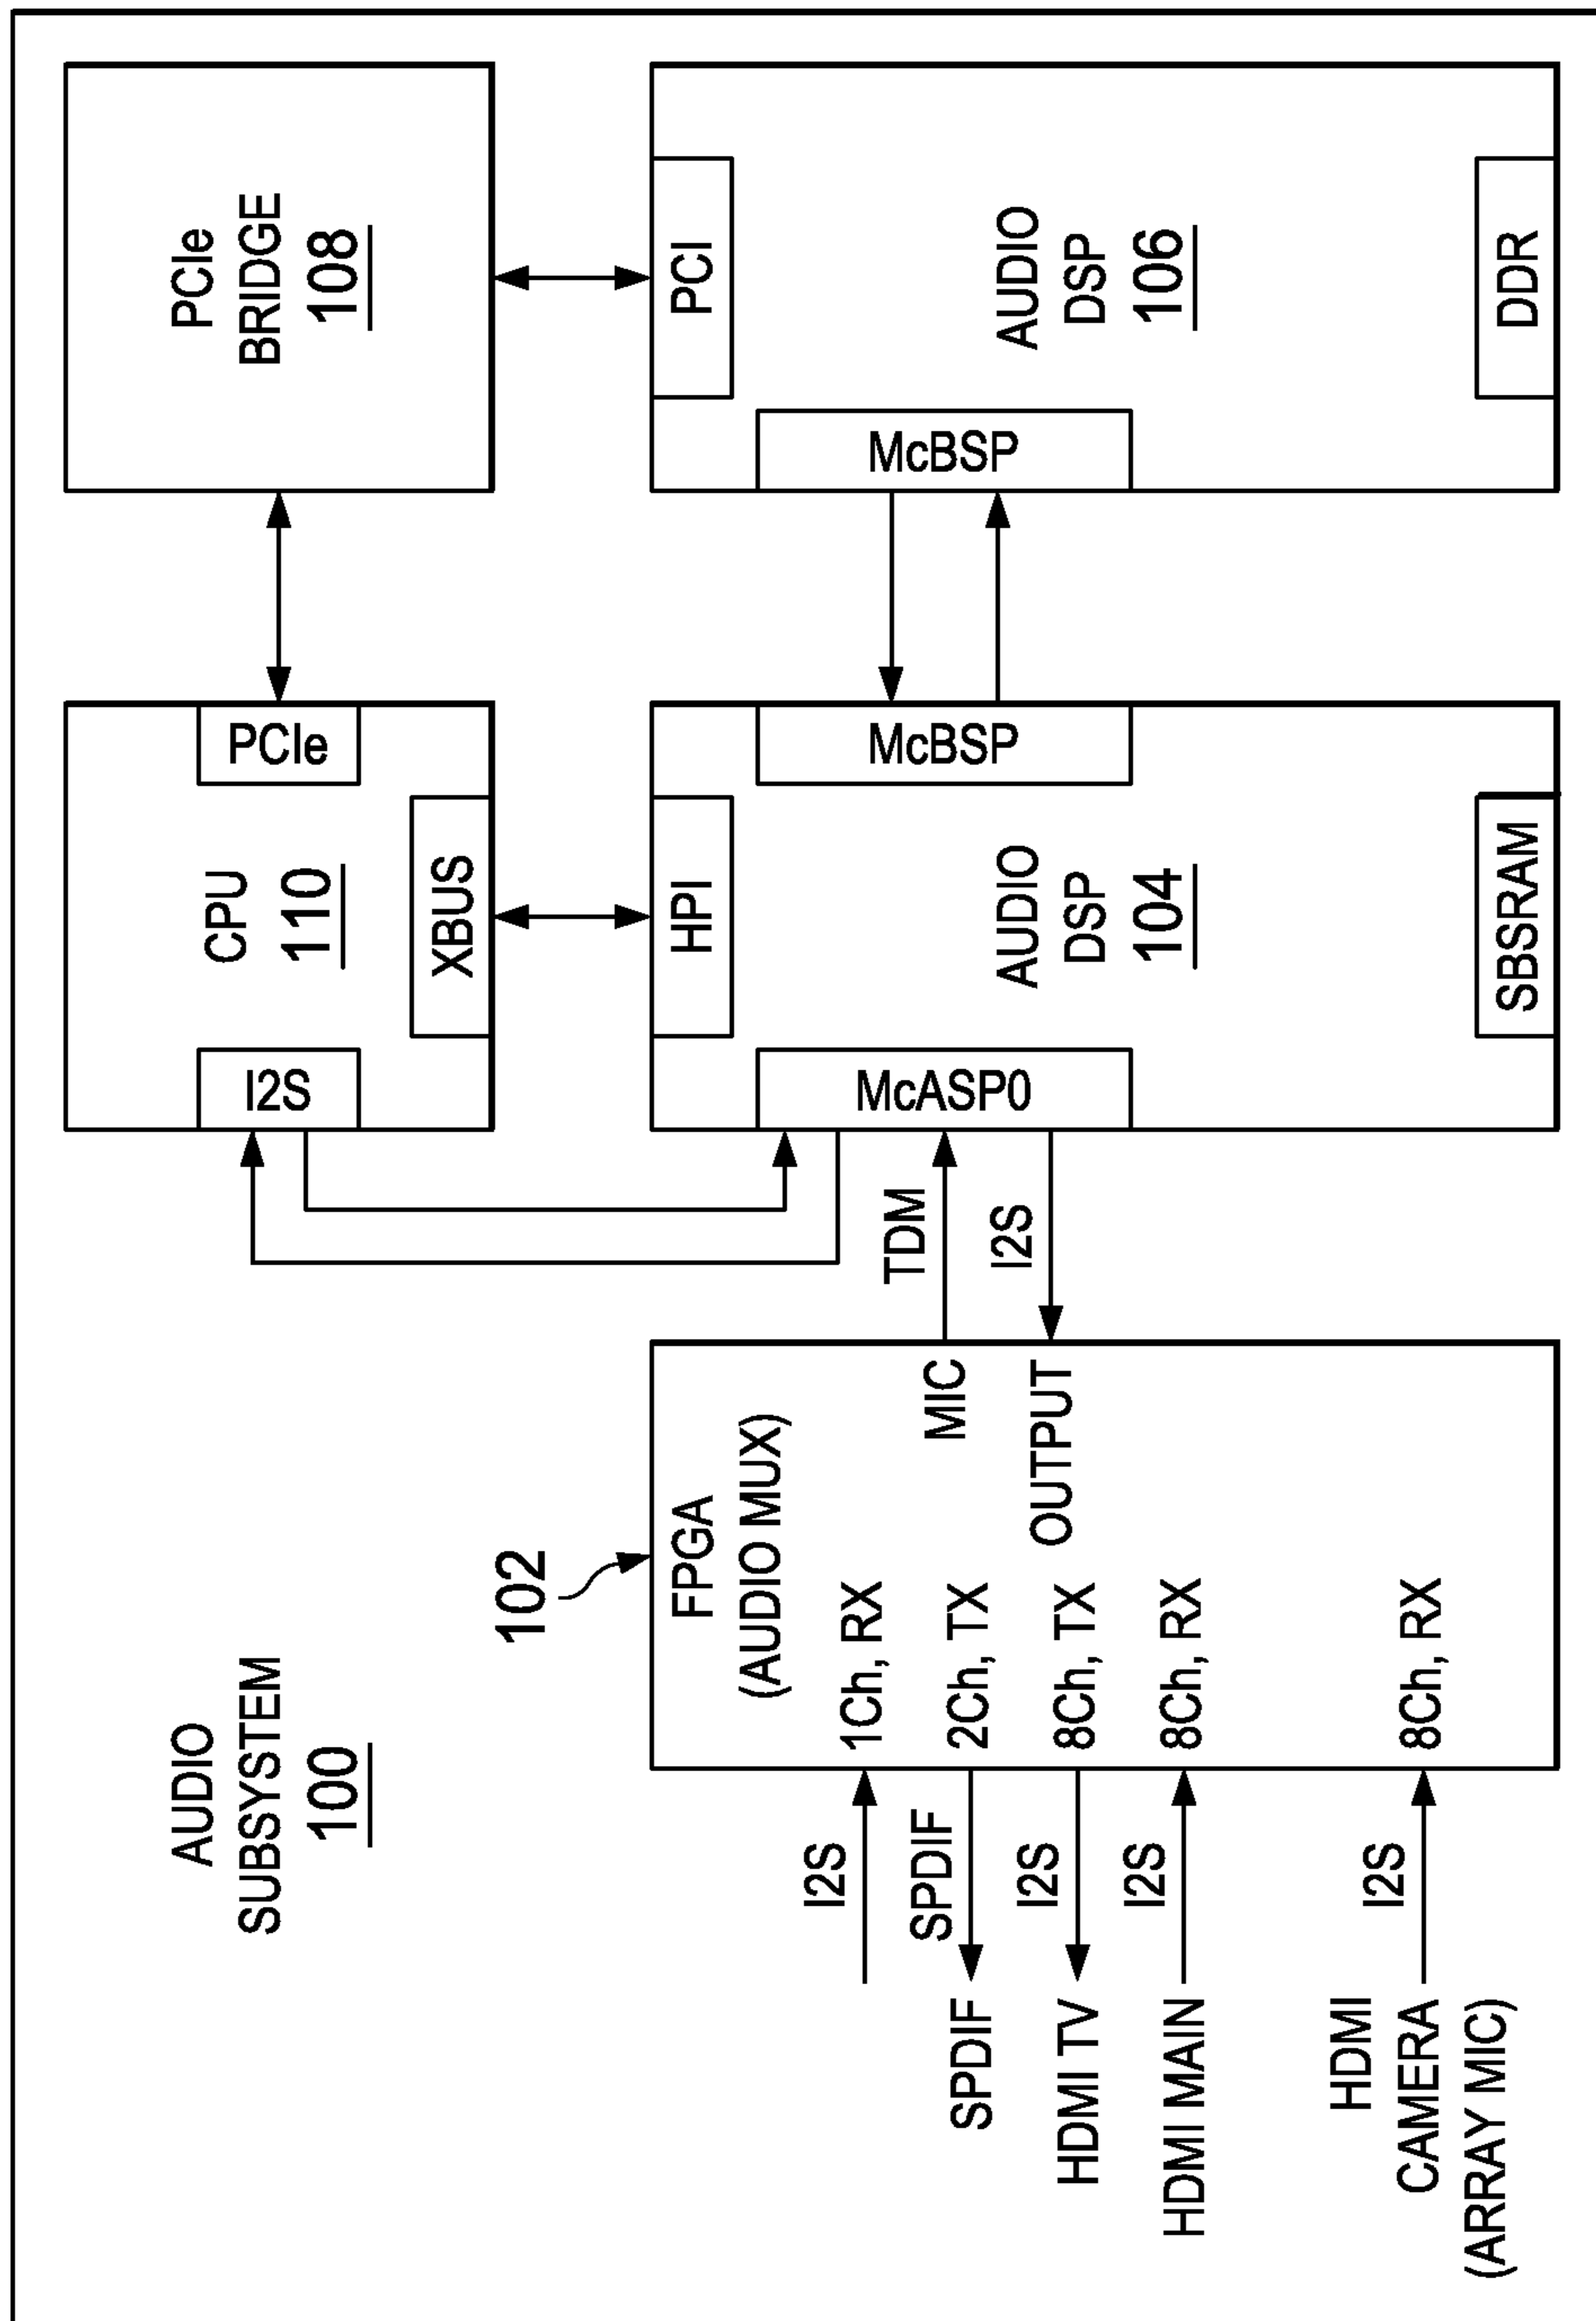 AUDIO
SUBSYSTEM
100
102
FPGA
(AUDIO MUX)
1Ch, RX
2Ch, TX
8Ch, TX
8Ch, RX
8Ch, RX
MIC
OUTPUT
I2S
SPDIF
I2S
I2S
I2S
SPDIF
HDMI TV
HDMI MAIN
HDMI
CAMERA
(ARRAY MIC)
TDM
I2S
I2S
CPU
110
PCIe
XBUS
PCIe
BRIDGE
108
HPI
McASP0
AUDIO
DSP
104
McBSP
SBSRAM
PCI
McBSP
AUDIO
DSP
106
DDR